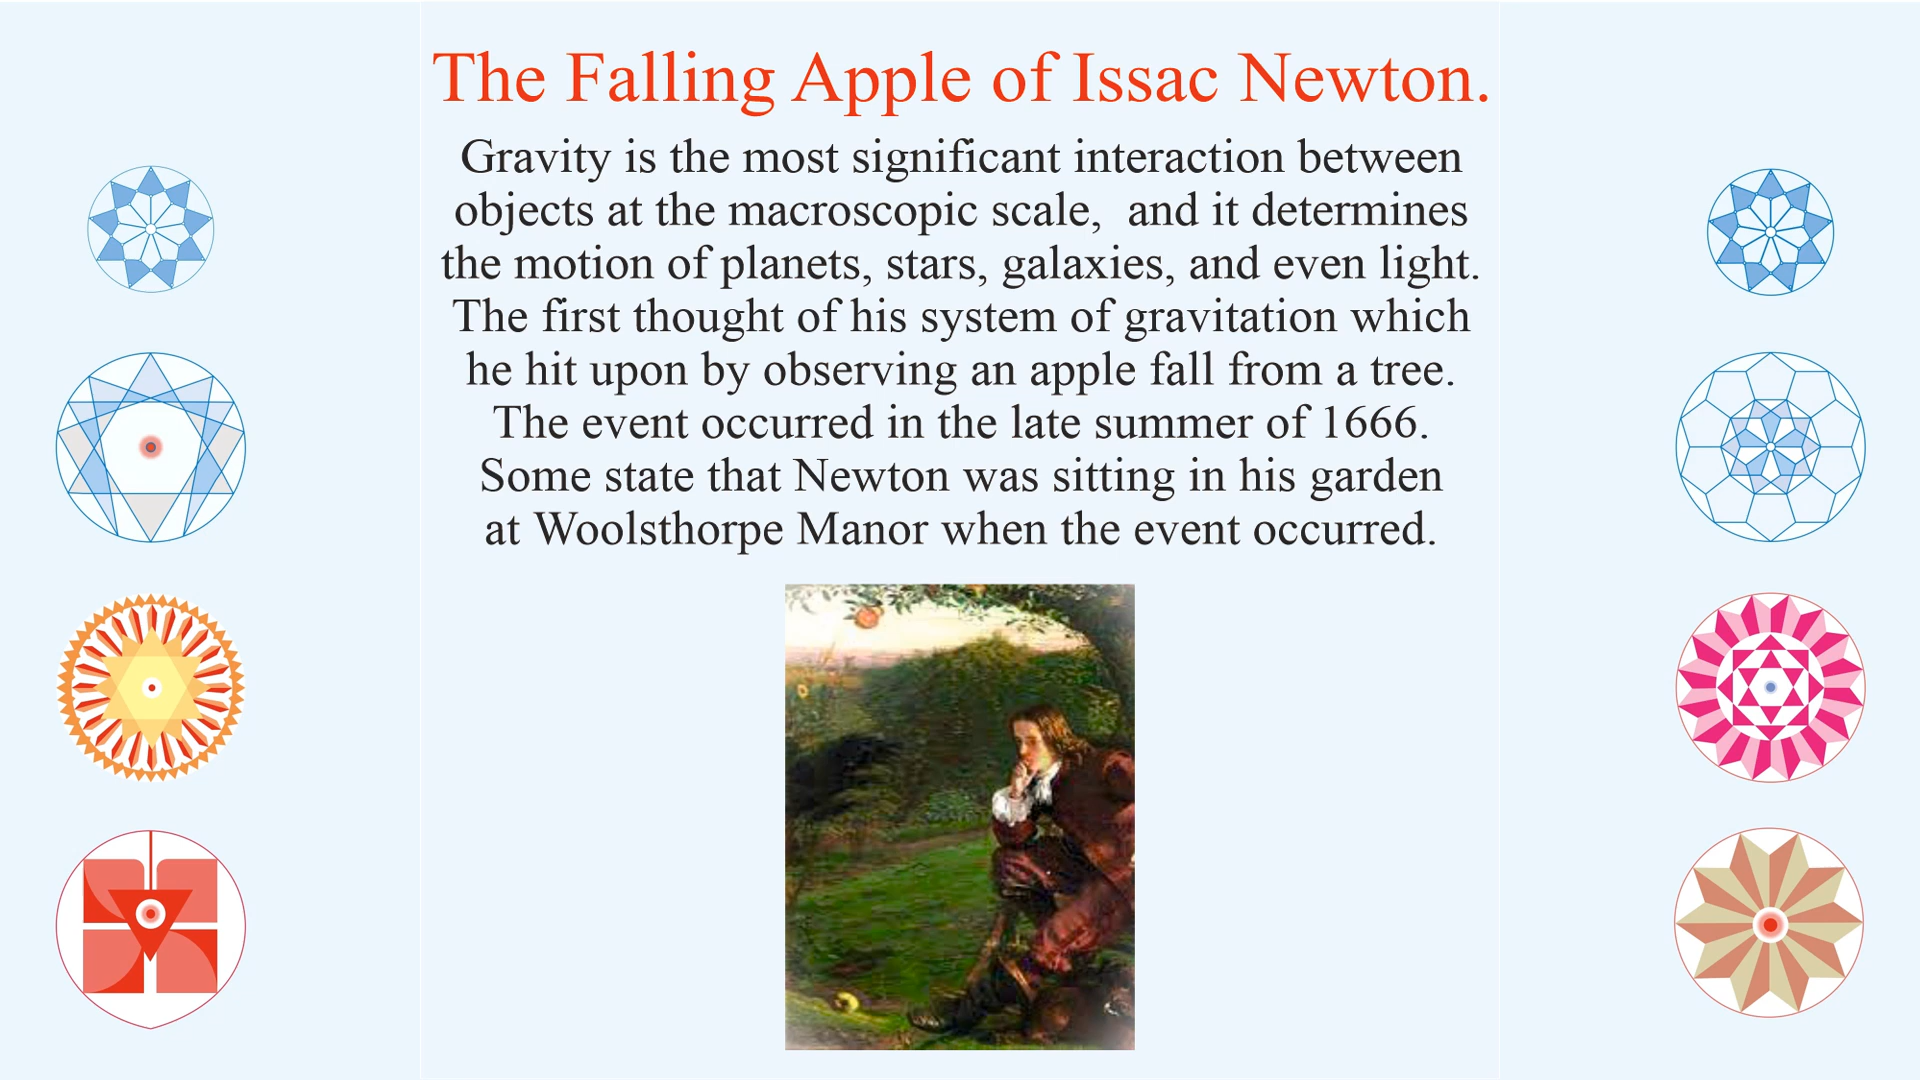 The Falling Apple of Issac Newton.
Gravity is the most significant interaction between
objects at the macroscopic scale,  and it determines
the motion of planets, stars, galaxies, and even light.
The first thought of his system of gravitation which
he hit upon by observing an apple fall from a tree.
The event occurred in the late summer of 1666.
Some state that Newton was sitting in his garden
at Woolsthorpe Manor when the event occurred.